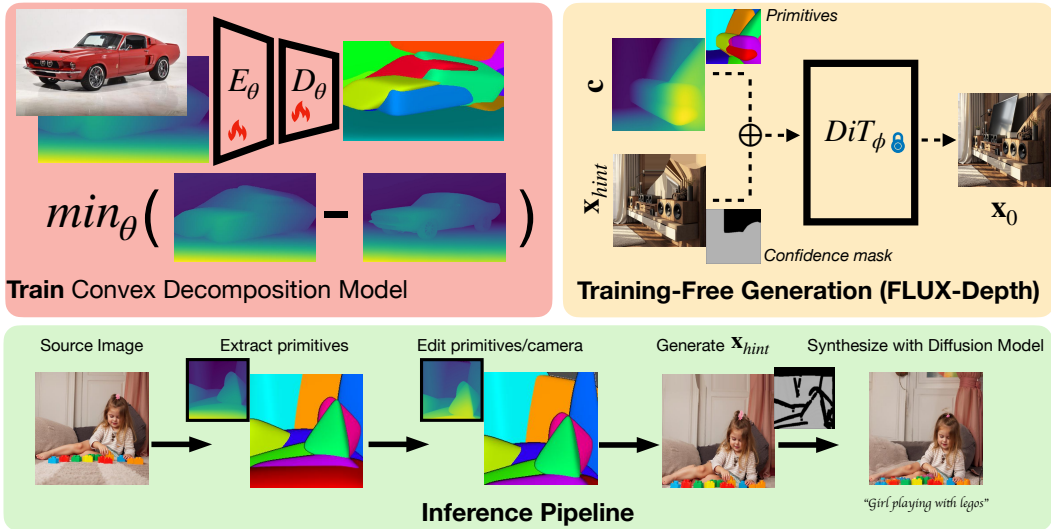 E_θ
D_θ
min_θ( − )
Train Convex Decomposition Model
Primitives
c
x_hint
⊕
DiT_ϕ
x_0
Confidence mask
Training-Free Generation (FLUX-Depth)
Source Image
Extract primitives
Edit primitives/camera
Generate x_hint
Synthesize with Diffusion Model
"Girl playing with legos"
Inference Pipeline